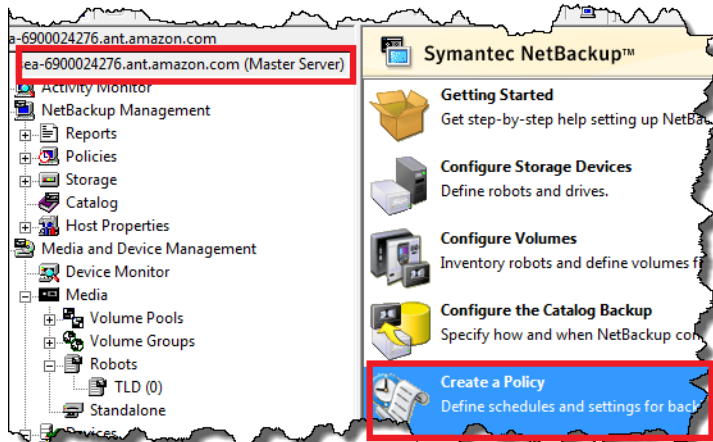 a-6900024276.ant.amazon.com
sea-6900024276.ant.amazon.com (Master Server)
Activity Monitor
NetBackup Management
Reports
Policies
Storage
Catalog
Host Properties
Media and Device Management
Device Monitor
Media
Volume Pools
Volume Groups
Robots
TLD (0)
Standalone
Devices
Symantec NetBackup™
Getting Started
Get step-by-step help setting up NetBac
Configure Storage Devices
Define robots and drives.
Configure Volumes
Inventory robots and define volumes f
Configure the Catalog Backup
Specify how and when NetBackup con
Create a Policy
Define schedules and settings for back